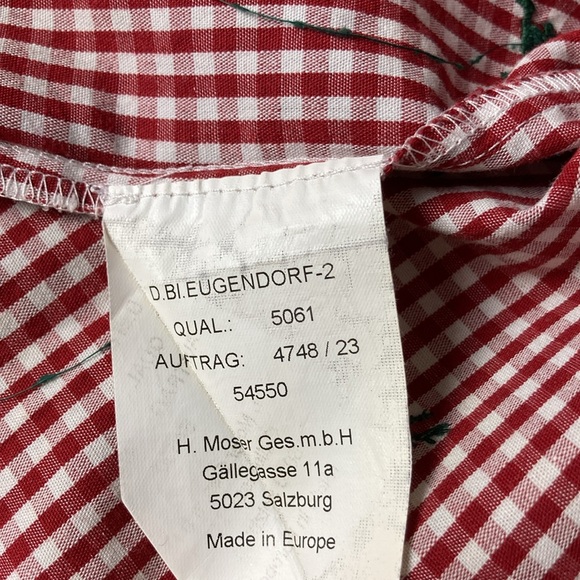 D.Bl.EUGENDORF-2
QUAL.: 5061
AUFTRAG: 4748 / 23
54550
H. Moser Ges.m.b.H
Gällegasse 11a
5023 Salzburg
Made in Europe